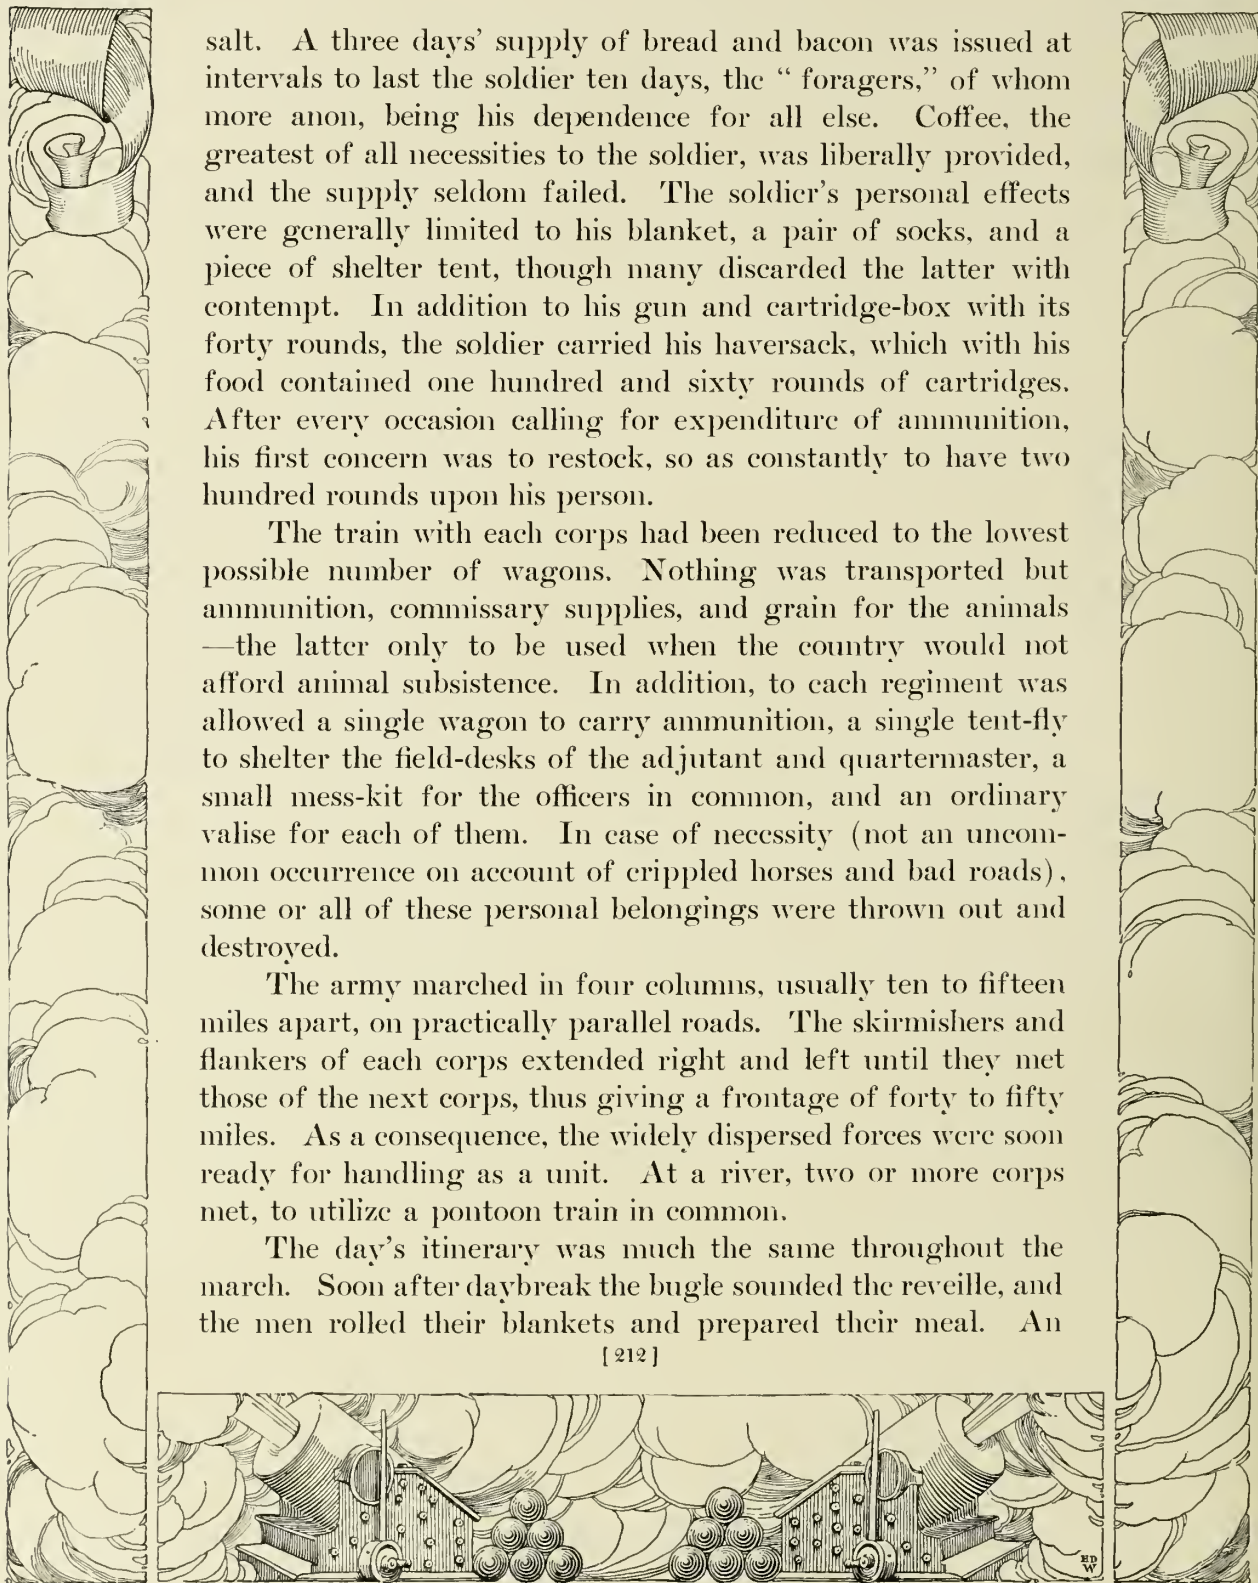 salt. A three days' supply of bread and bacon was issued at
intervals to last the soldier ten days, the “ foragers,” of whom
more anon, being his dependence for all else. Coffee, the
greatest of all necessities to the soldier, was liberally provided,
and the supply seldom failed. The soldier's personal effects
were generally limited to his blanket, a pair of socks, and a
piece of shelter tent, though many discarded the latter with
contempt. In addition to his gun and cartridge-box with its
forty rounds, the soldier carried his haversack, which with his
food contained one hundred and sixty rounds of cartridges.
After every occasion calling for expenditure of ammunition,
his first concern was to restock, so as constantly to have two
hundred rounds upon his person.
The train with each corps had been reduced to the lowest
possible number of wagons. Nothing was transported but
ammunition, commissary supplies, and grain for the animals
—the latter only to be used when the country would not
afford animal subsistence. In addition, to each regiment was
allowed a single wagon to carry ammunition, a single tent-fly
to shelter the field-desks of the adjutant and quartermaster, a
small mess-kit for the officers in common, and an ordinary
valise for each of them. In case of necessity (not an uncom-
mon occurrence on account of crippled horses and bad roads),
some or all of these personal belongings were thrown out and
destroyed.
The army marched in four columns, usually ten to fifteen
miles apart, on practically parallel roads. The skirmishers and
flankers of each corps extended right and left until they met
those of the next corps, thus giving a frontage of forty to fifty
miles. As a consequence, the widely dispersed forces were soon
ready for handling as a unit. At a river, two or more corps
met, to utilize a pontoon train in common.
The day's itinerary was much the same throughout the
march. Soon after daybreak the bugle sounded the reveille, and
the men rolled their blankets and prepared their meal. An
[212]
HD
W